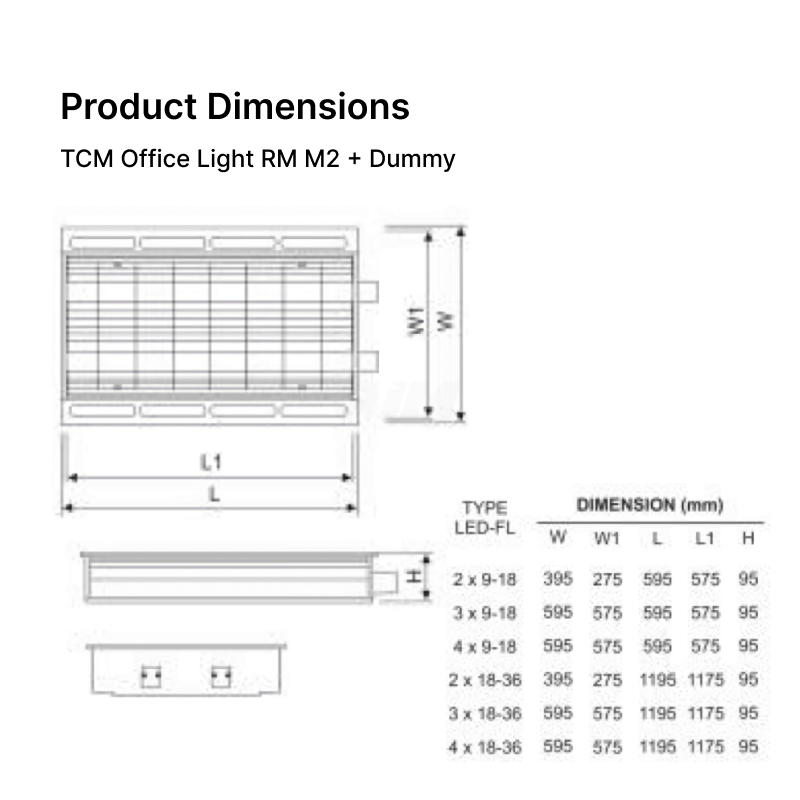 Product Dimensions
TCM Office Light RM M2 + Dummy
W1
W
L1
L
H
TYPE
LED-FL
DIMENSION (mm)
W W1 L L1 H
2 x 9-18 395 275 595 575 95
3 x 9-18 595 575 595 575 95
4 x 9-18 595 575 595 575 95
2 x 18-36 395 275 1195 1175 95
3 x 18-36 595 575 1195 1175 95
4 x 18-36 595 575 1195 1175 95